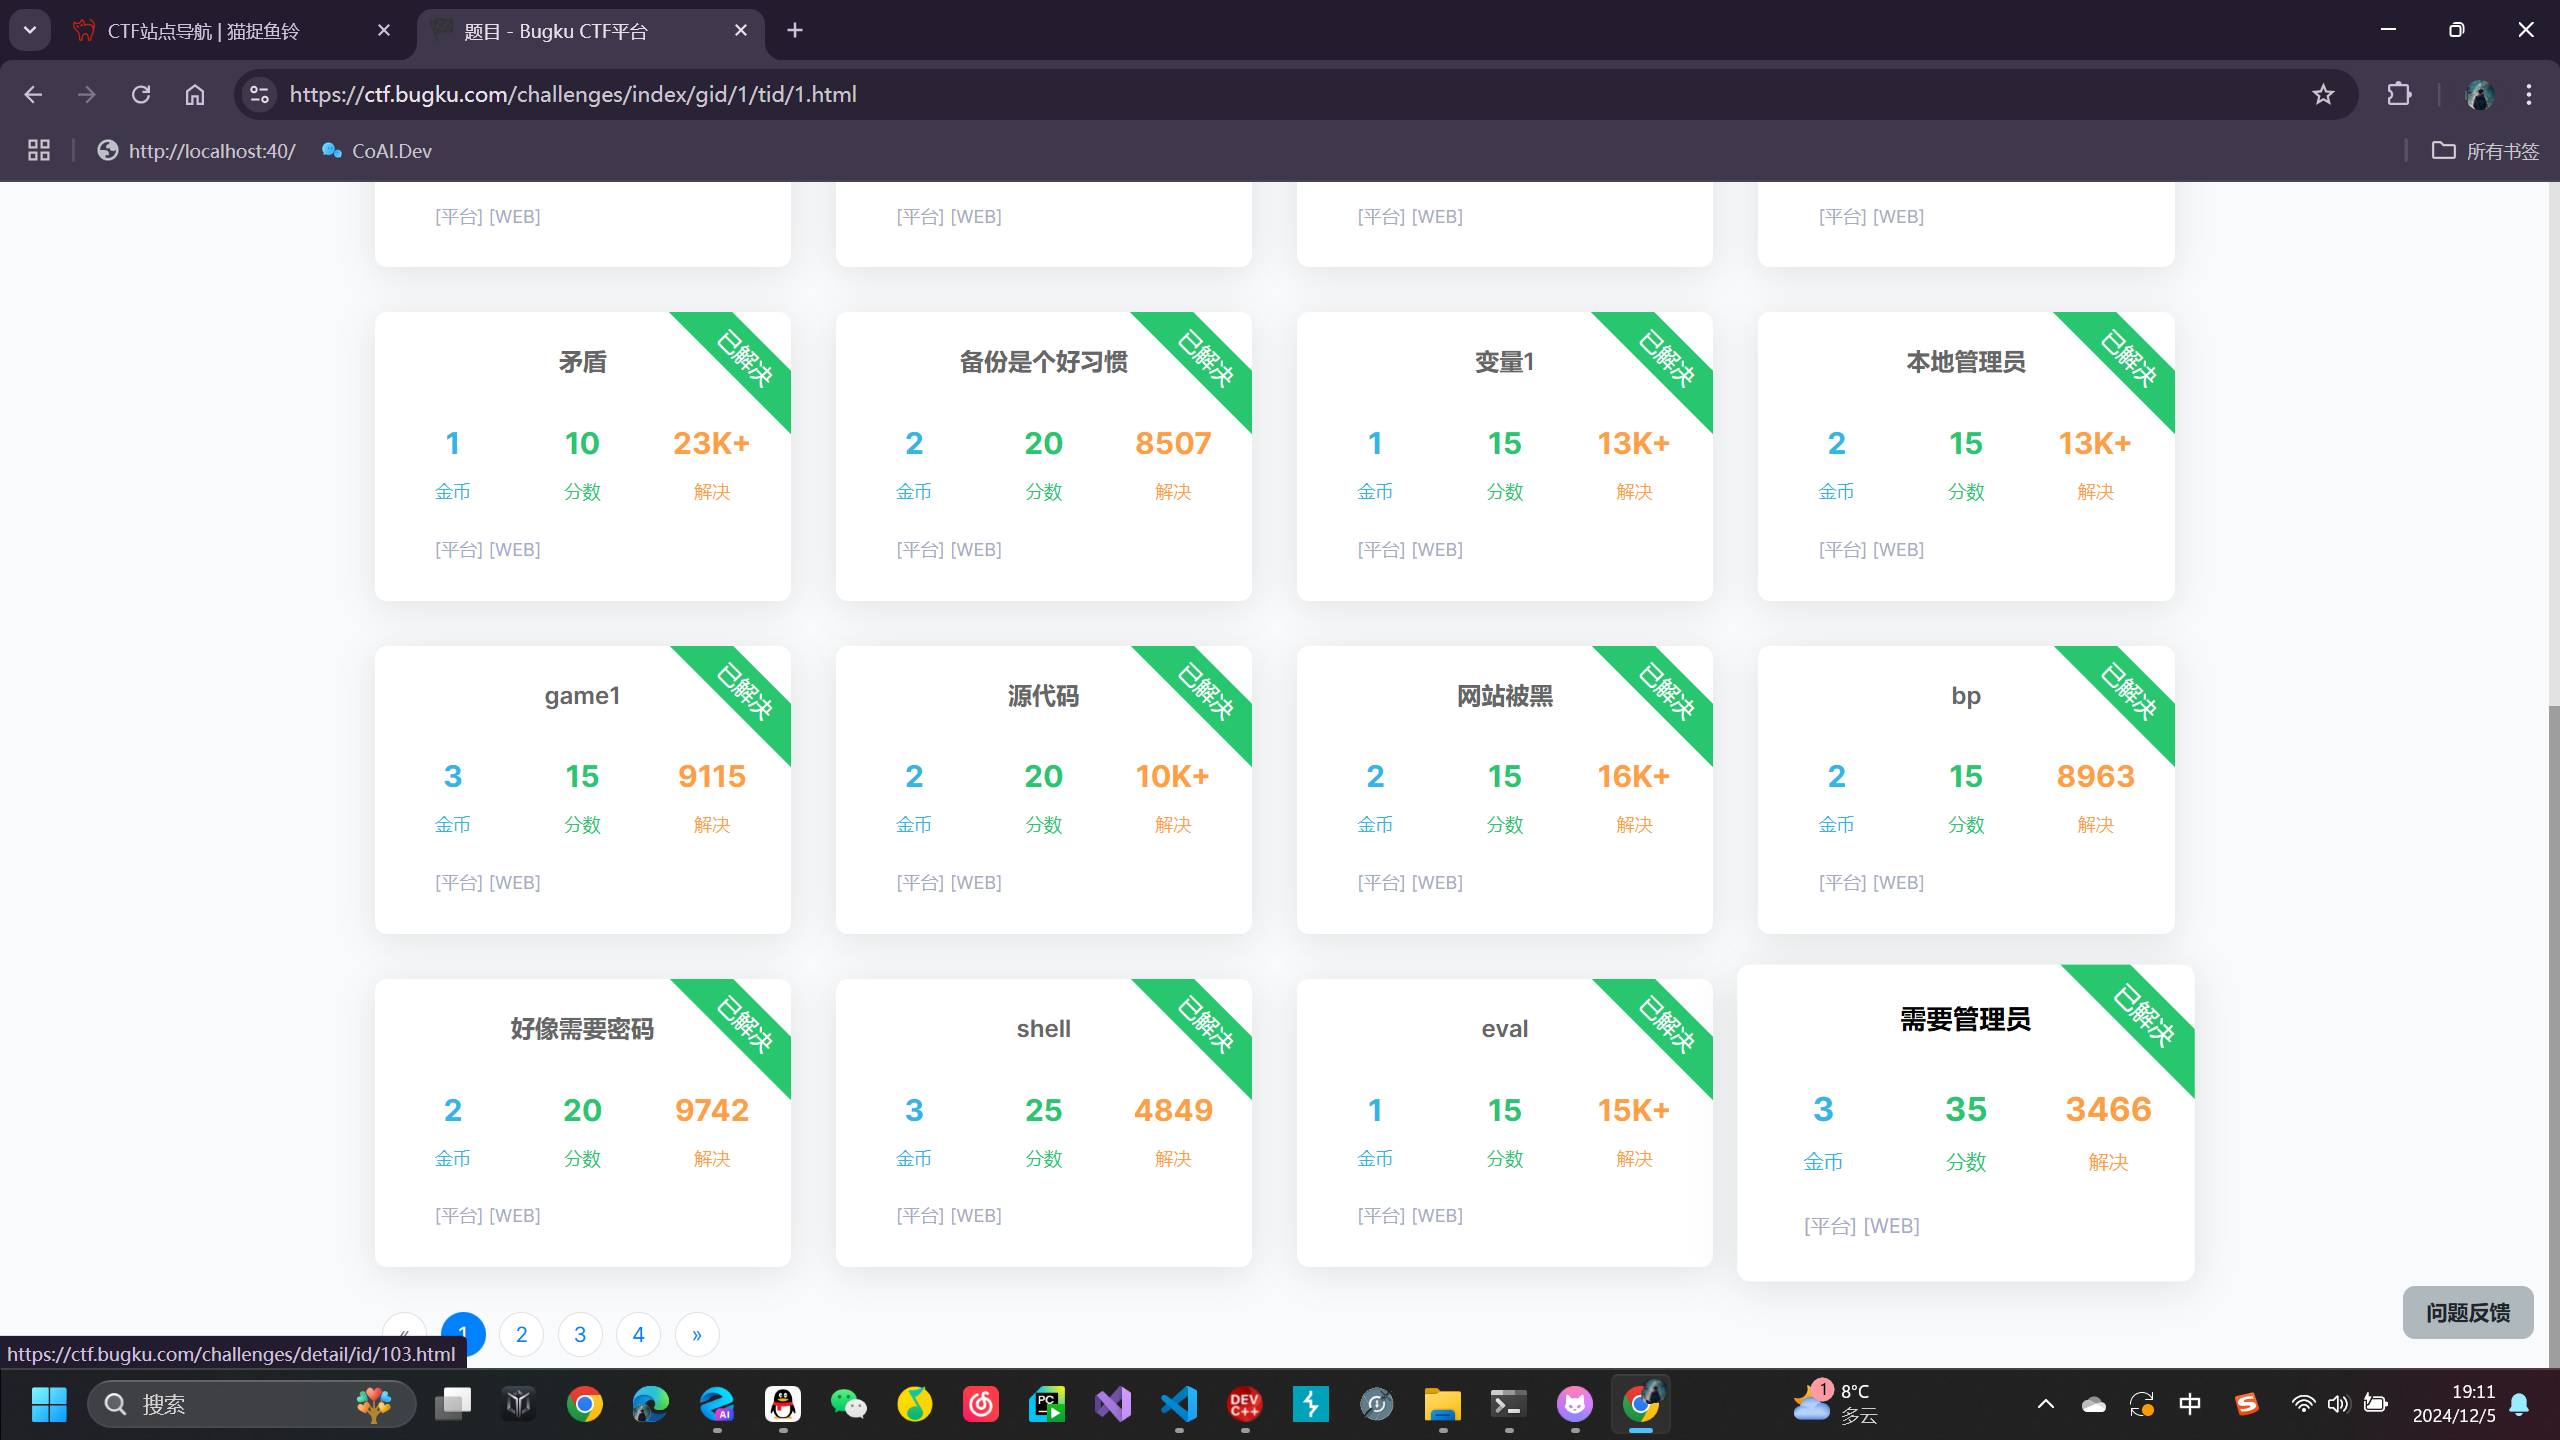 CTF站点导航 | 猫捉鱼铃
题目 - Bugku CTF平台
https://ctf.bugku.com/challenges/index/gid/1/tid/1.html
http://localhost:40/
CoAI.Dev
所有书签
[平台] [WEB]
[平台] [WEB]
[平台] [WEB]
[平台] [WEB]
矛盾
已解决
1
10
23K+
金币
分数
解决
[平台] [WEB]
备份是个好习惯
已解决
2
20
8507
金币
分数
解决
[平台] [WEB]
变量1
已解决
1
15
13K+
金币
分数
解决
[平台] [WEB]
本地管理员
已解决
2
15
13K+
金币
分数
解决
[平台] [WEB]
game1
已解决
3
15
9115
金币
分数
解决
[平台] [WEB]
源代码
已解决
2
20
10K+
金币
分数
解决
[平台] [WEB]
网站被黑
已解决
2
15
16K+
金币
分数
解决
[平台] [WEB]
bp
已解决
2
15
8963
金币
分数
解决
[平台] [WEB]
好像需要密码
已解决
2
20
9742
金币
分数
解决
[平台] [WEB]
shell
已解决
3
25
4849
金币
分数
解决
[平台] [WEB]
eval
已解决
1
15
15K+
金币
分数
解决
[平台] [WEB]
需要管理员
已解决
3
35
3466
金币
分数
解决
[平台] [WEB]
问题反馈
« 1 2 3 4 »
https://ctf.bugku.com/challenges/detail/id/103.html
搜索
AI
PC
DEV
C++
1
8°C
多云
中
19:11
2024/12/5